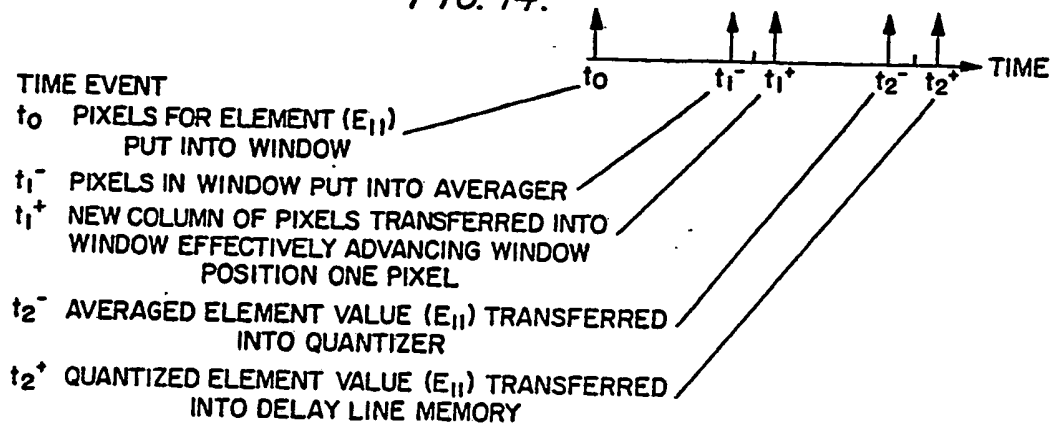 FIG. 14.
t0 t1- t1+ t2- t2+ TIME
TIME EVENT
t0 PIXELS FOR ELEMENT (E11)
PUT INTO WINDOW
t1- PIXELS IN WINDOW PUT INTO AVERAGER
t1+ NEW COLUMN OF PIXELS TRANSFERRED INTO
WINDOW EFFECTIVELY ADVANCING WINDOW
POSITION ONE PIXEL
t2- AVERAGED ELEMENT VALUE (E11) TRANSFERRED
INTO QUANTIZER
t2+ QUANTIZED ELEMENT VALUE (E11) TRANSFERRED
INTO DELAY LINE MEMORY